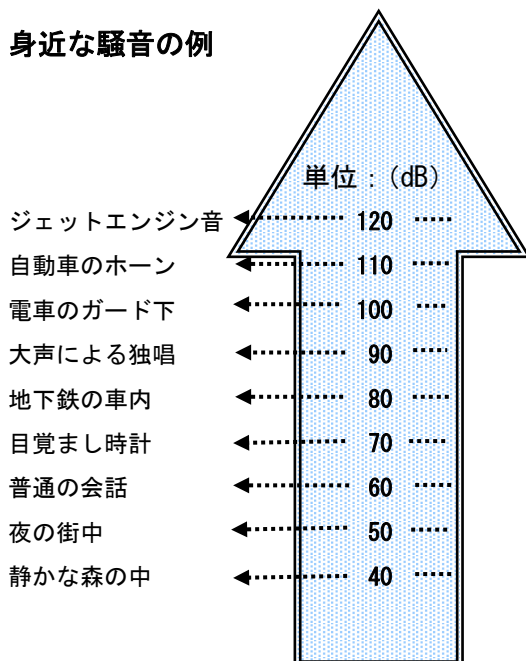 身近な騒音の例
単位：(dB)
ジェットエンジン音 120
自動車のホーン 110
電車のガード下 100
大声による独唱 90
地下鉄の車内 80
目覚まし時計 70
普通の会話 60
夜の街中 50
静かな森の中 40